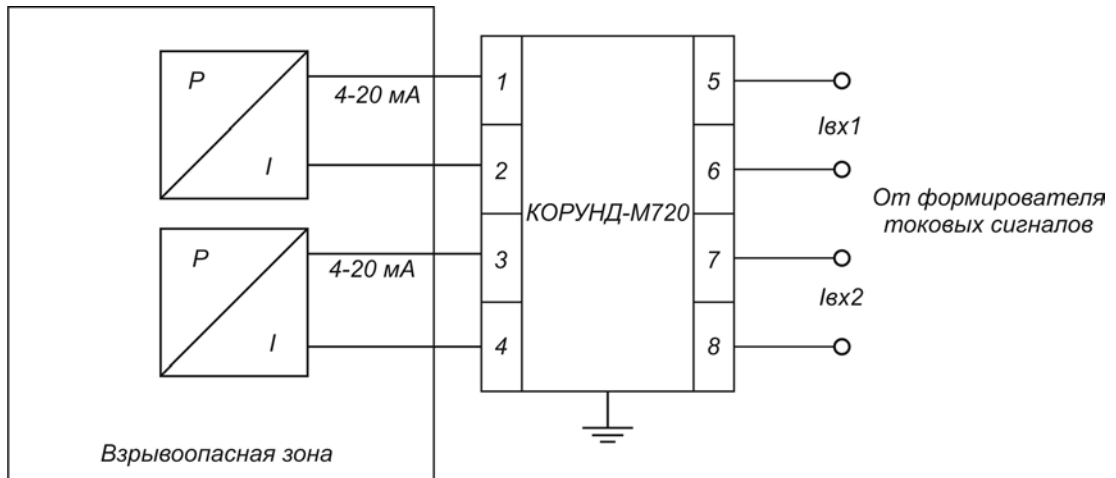 P
I
4-20 мА
P
I
4-20 мА
Взрывоопасная зона
1
2
3
4
КОРУНД-М720
5
6
7
8
Iвх1
Iвх2
От формирователя
токовых сигналов